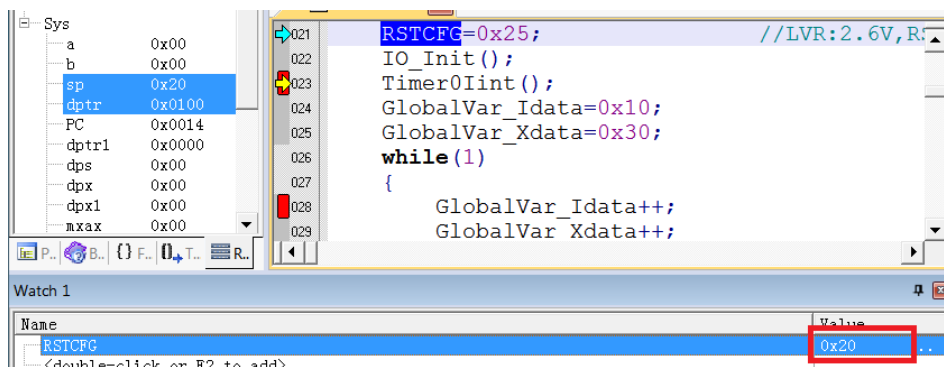 Sys
a 0x00
b 0x00
sp 0x20
dptr 0x0100
PC 0x0014
dptr1 0x0000
dps 0x00
dpx 0x00
dpx1 0x00
mxax 0x00
P.. B.. {} F.. 0 T.. R..
021 RSTCFG=0x25; //LVR:2.6V,RS
022 IO_Init();
023 Timer0Iint();
024 GlobalVar_Idata=0x10;
025 GlobalVar_Xdata=0x30;
026 while(1)
027 {
028 GlobalVar_Idata++;
029 GlobalVar_Xdata++;
Watch 1
Name Value
RSTCFG 0x20 ..
<double-click or F2 to add>